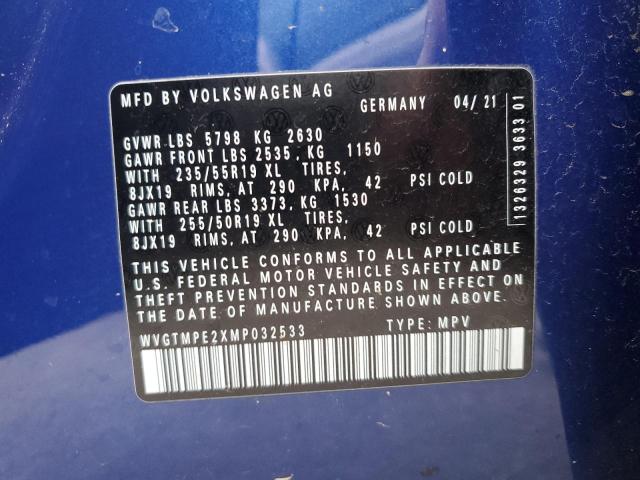 MFD BY VOLKSWAGEN AG
GERMANY 04/ 21
GVWR LBS 5798 KG 2630
GAWR FRONT LBS 2535, KG 1150
WITH 235/55R19 XL TIRES,
8JX19 RIMS, AT 290 KPA, 42 PSI COLD
GAWR REAR LBS 3373, KG 1530
WITH 255/50R19 XL TIRES,
8JX19 RIMS, AT 290 KPA, 42 PSI COLD
THIS VEHICLE CONFORMS TO ALL APPLICABLE
U.S. FEDERAL MOTOR VEHICLE SAFETY AND
THEFT PREVENTION STANDARDS IN EFFECT ON
THE DATE OF MANUFACTURE SHOWN ABOVE.
WVGTMPE2XMP032533 TYPE: MPV
1326329 3633 01